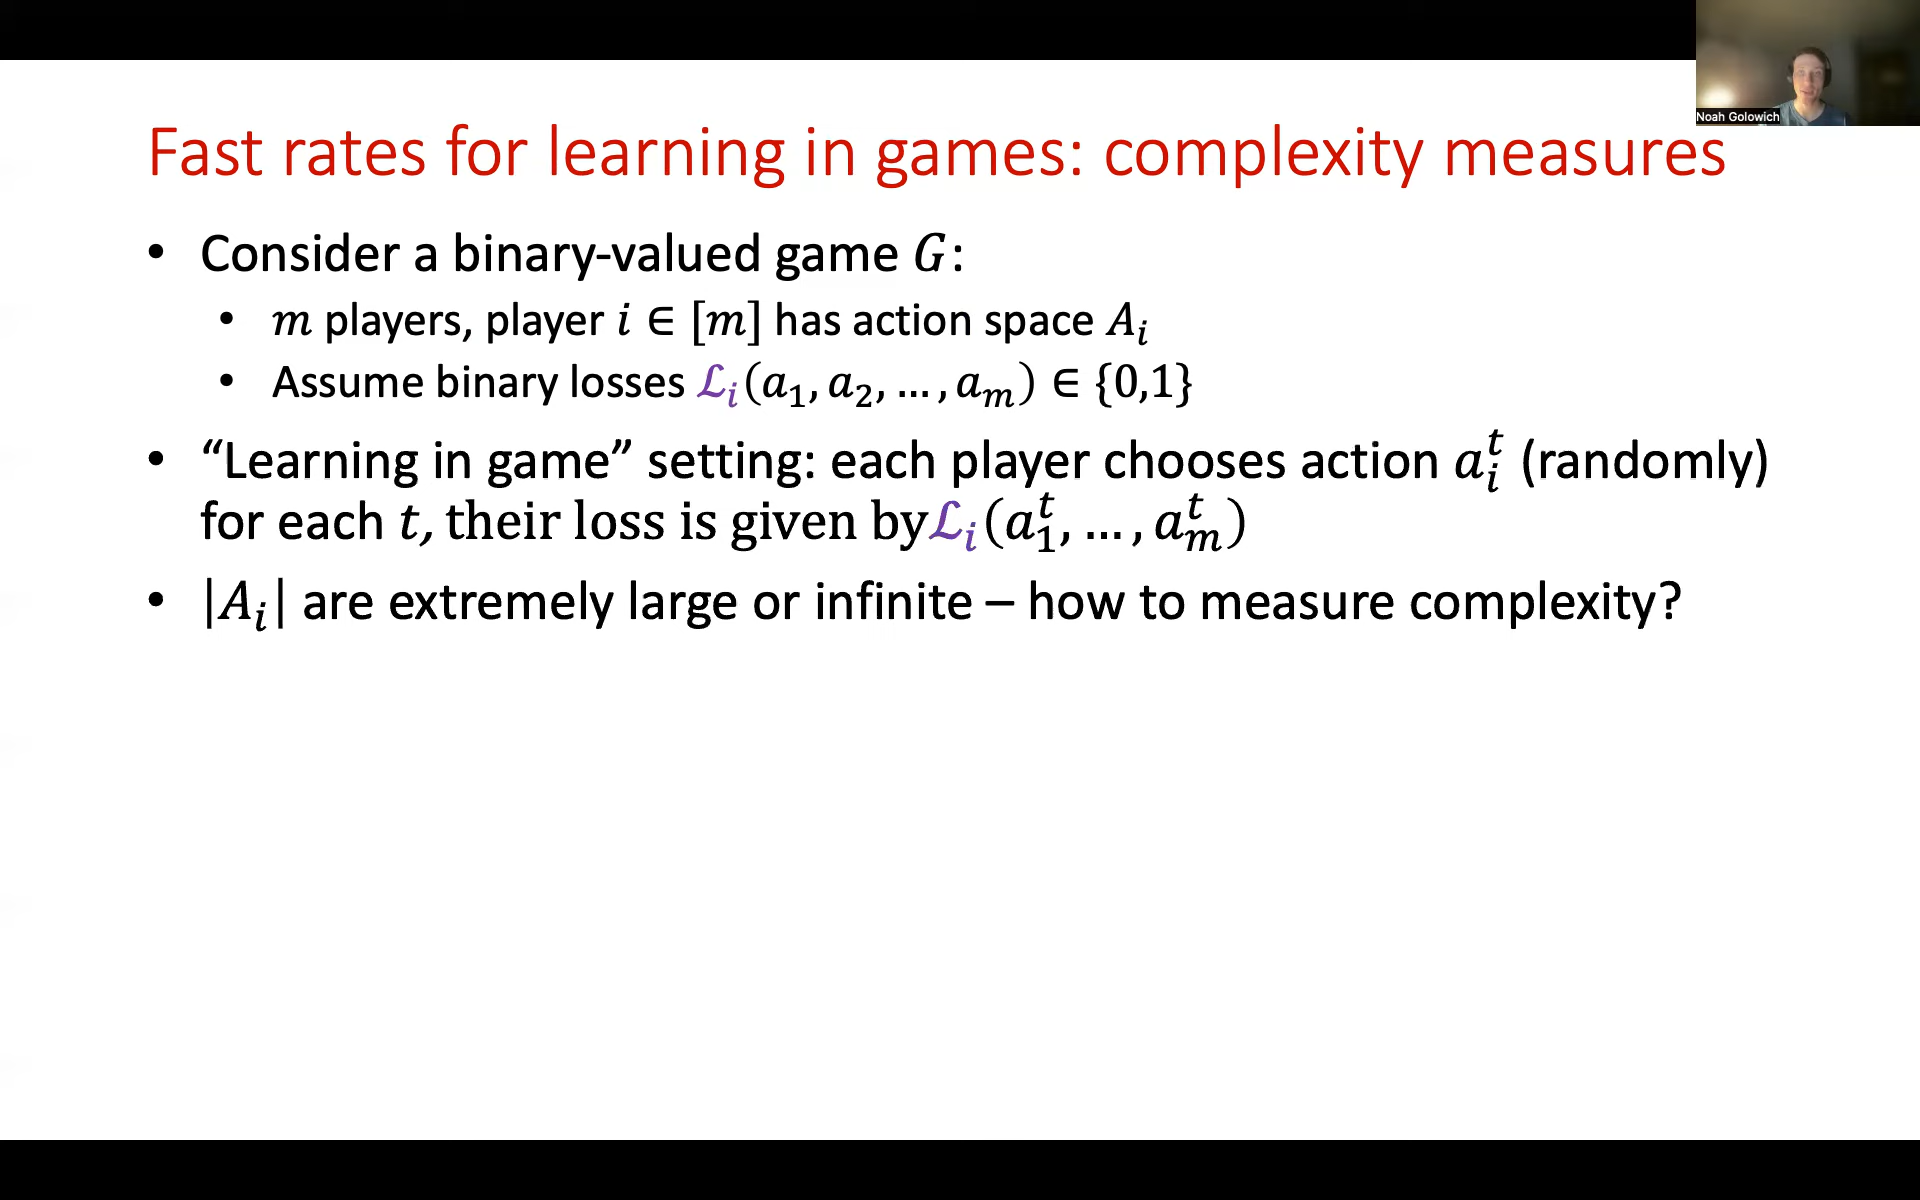 Noah Golowich
Fast rates for learning in games: complexity measures
• Consider a binary-valued game G:
• m players, player i ∈ [m] has action space A_i
• Assume binary losses ℒ_i(a_1, a_2, … , a_m) ∈ {0,1}
• “Learning in game” setting: each player chooses action a_i^t (randomly)
for each t, their loss is given byℒ_i(a_1^t, … , a_m^t)
• |A_i| are extremely large or infinite – how to measure complexity?